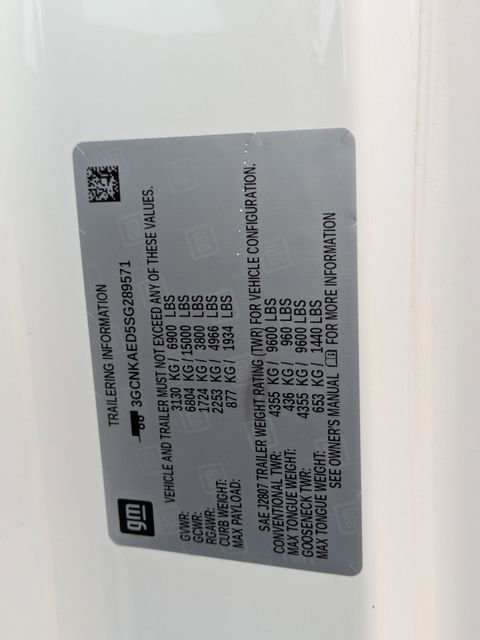 gm
TRAILERING INFORMATION
3GCNKAED5SG289571
VEHICLE AND TRAILER MUST NOT EXCEED ANY OF THESE VALUES.
GVWR: 3130 KG / 6900 LBS
GCWR: 6804 KG / 15000 LBS
RGAWR: 1724 KG / 3800 LBS
CURB WEIGHT: 2253 KG / 4966 LBS
MAX PAYLOAD: 877 KG / 1934 LBS
SAE J2807 TRAILER WEIGHT RATING (TWR) FOR VEHICLE CONFIGURATION.
CONVENTIONAL TWR: 4355 KG / 9600 LBS
MAX TONGUE WEIGHT: 436 KG / 960 LBS
GOOSENECK TWR: 4355 KG / 9600 LBS
MAX TONGUE WEIGHT: 653 KG / 1440 LBS
SEE OWNER'S MANUAL FOR MORE INFORMATION